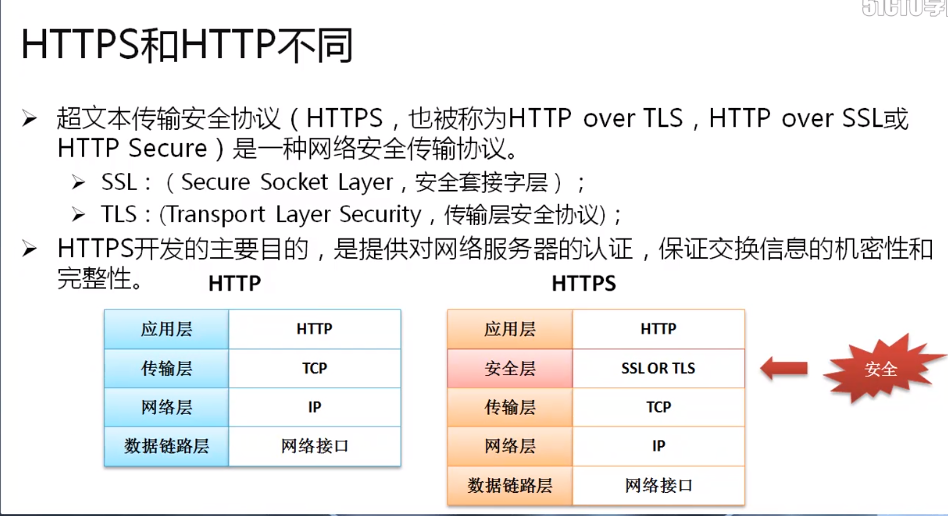 51CTO学
HTTPS和HTTP不同
超文本传输安全协议（HTTPS，也被称为HTTP over TLS，HTTP over SSL或
HTTP Secure）是一种网络安全传输协议。
SSL：（Secure Socket Layer，安全套接字层）；
TLS：(Transport Layer Security，传输层安全协议)；
HTTPS开发的主要目的，是提供对网络服务器的认证，保证交换信息的机密性和
完整性。
HTTP HTTPS
应用层 HTTP 应用层 HTTP
传输层 TCP 安全层 SSL OR TLS 安全
网络层 IP 传输层 TCP
数据链路层 网络接口 网络层 IP
数据链路层 网络接口